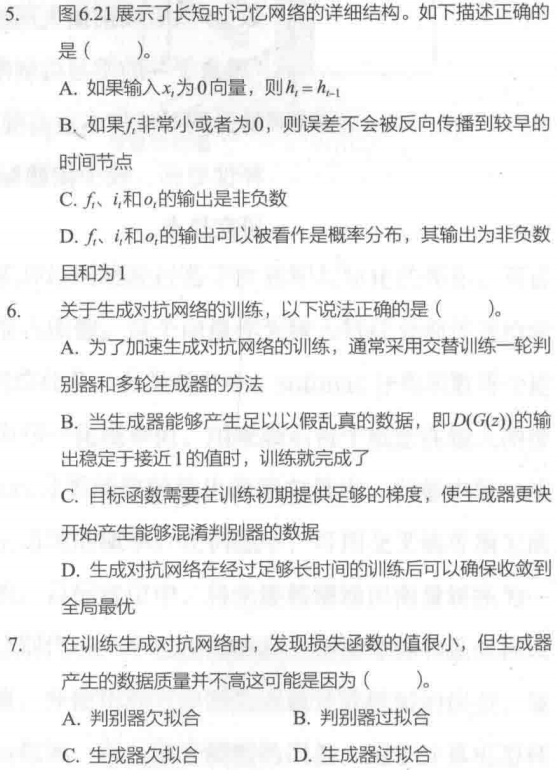 5. 图6.21展示了长短时记忆网络的详细结构。如下描述正确的
是（ ）。
A. 如果输入xₜ为0向量，则hₜ = hₜ₋₁
B. 如果fₜ非常小或者为0，则误差不会被反向传播到较早的
时间节点
C. fₜ、iₜ和oₜ的输出是非负数
D. fₜ、iₜ和oₜ的输出可以被看作是概率分布，其输出为非负数
且和为1
6. 关于生成对抗网络的训练，以下说法正确的是（ ）。
A. 为了加速生成对抗网络的训练，通常采用交替训练一轮判
别器和多轮生成器的方法
B. 当生成器能够产生足以以假乱真的数据，即D(G(z))的输
出稳定于接近1的值时，训练就完成了
C. 目标函数需要在训练初期提供足够的梯度，使生成器更快
开始产生能够混淆判别器的数据
D. 生成对抗网络在经过足够长时间的训练后可以确保收敛到
全局最优
7. 在训练生成对抗网络时，发现损失函数的值很小，但生成器
产生的数据质量并不高这可能是因为（ ）。
A. 判别器欠拟合 B. 判别器过拟合
C. 生成器欠拟合 D. 生成器过拟合